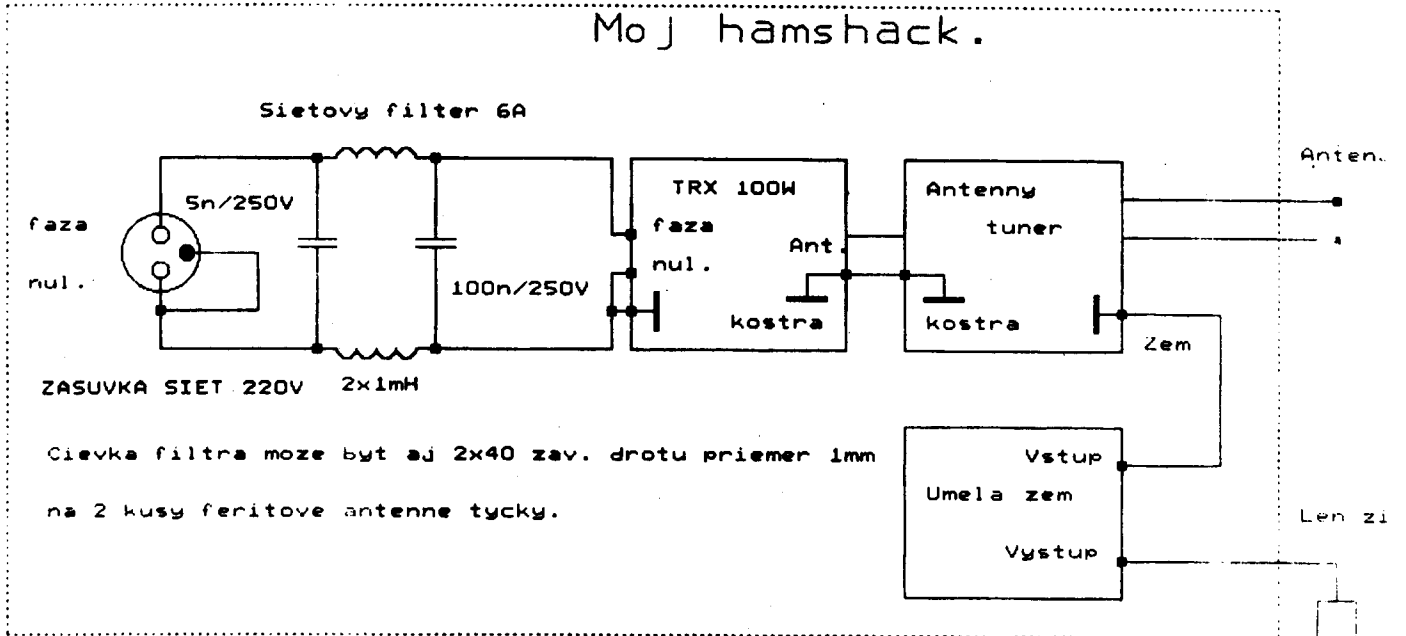 Moj hamshack.
Sietovy filter 6A
Anten.
5n/250V
TRX 100W
Antenny
tuner
faza
faza
Ant.
nul.
nul.
100n/250V
kostra
kostra
Zem
ZASUVKA SIET 220V
2x1mH
Cievka filtra moze byt aj 2x40 zav. drotu priemer 1mm
na 2 kusy feritove antenne tycky.
Vstup
Umela zem
Vystup
Len zi